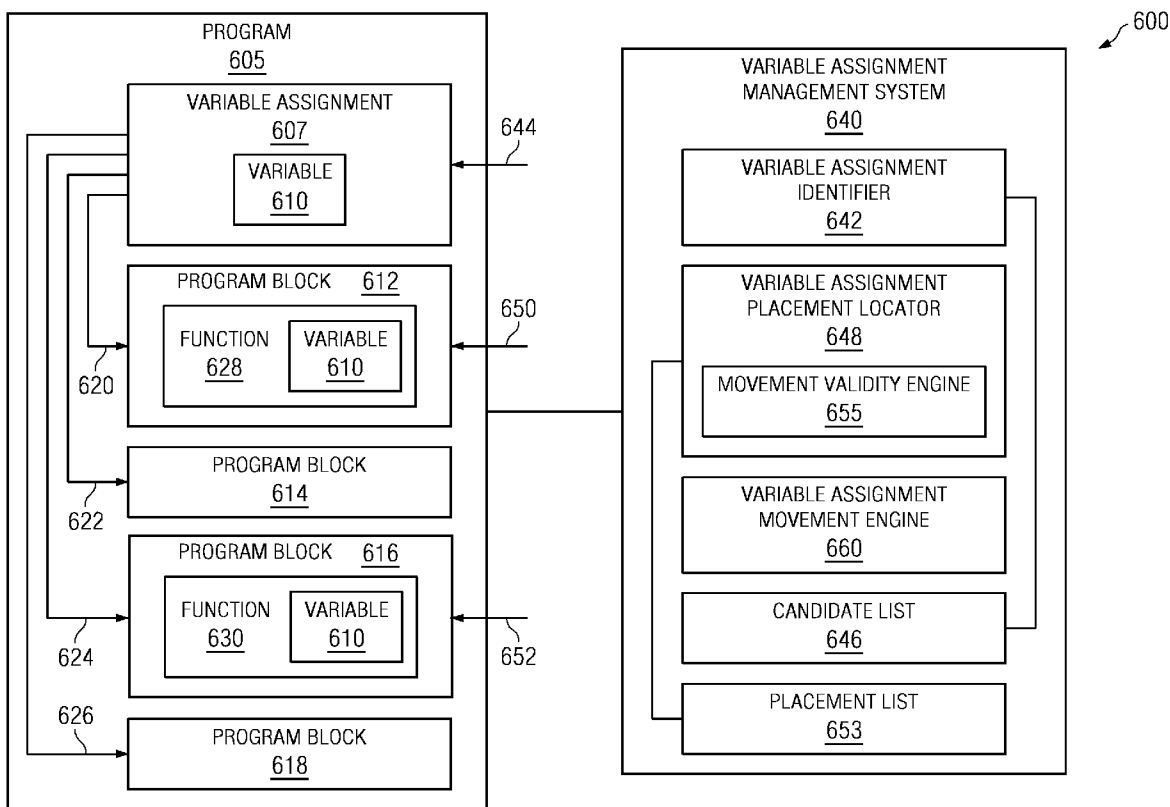 600
PROGRAM
605
VARIABLE ASSIGNMENT
607
VARIABLE
610
644
PROGRAM BLOCK 612
FUNCTION
628
VARIABLE
610
650
620
PROGRAM BLOCK
614
622
PROGRAM BLOCK 616
FUNCTION
630
VARIABLE
610
652
624
626
PROGRAM BLOCK
618
VARIABLE ASSIGNMENT
MANAGEMENT SYSTEM
640
VARIABLE ASSIGNMENT
IDENTIFIER
642
VARIABLE ASSIGNMENT
PLACEMENT LOCATOR
648
MOVEMENT VALIDITY ENGINE
655
VARIABLE ASSIGNMENT
MOVEMENT ENGINE
660
CANDIDATE LIST
646
PLACEMENT LIST
653